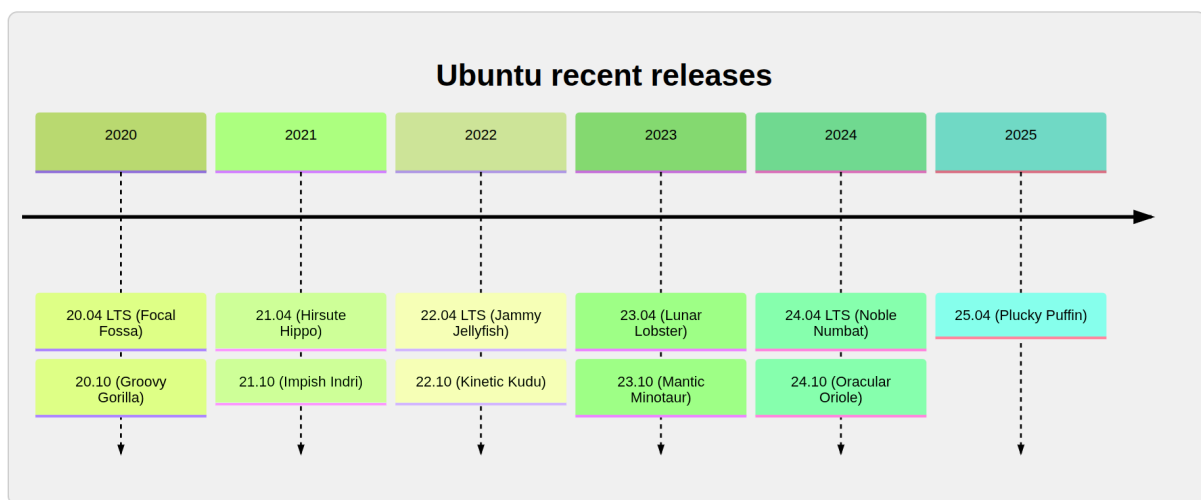 Ubuntu recent releases
2020
2021
2022
2023
2024
2025
20.04 LTS (Focal
Fossa)
20.10 (Groovy
Gorilla)
21.04 (Hirsute
Hippo)
21.10 (Impish Indri)
22.04 LTS (Jammy
Jellyfish)
22.10 (Kinetic Kudu)
23.04 (Lunar
Lobster)
23.10 (Mantic
Minotaur)
24.04 LTS (Noble
Numbat)
24.10 (Oracular
Oriole)
25.04 (Plucky Puffin)